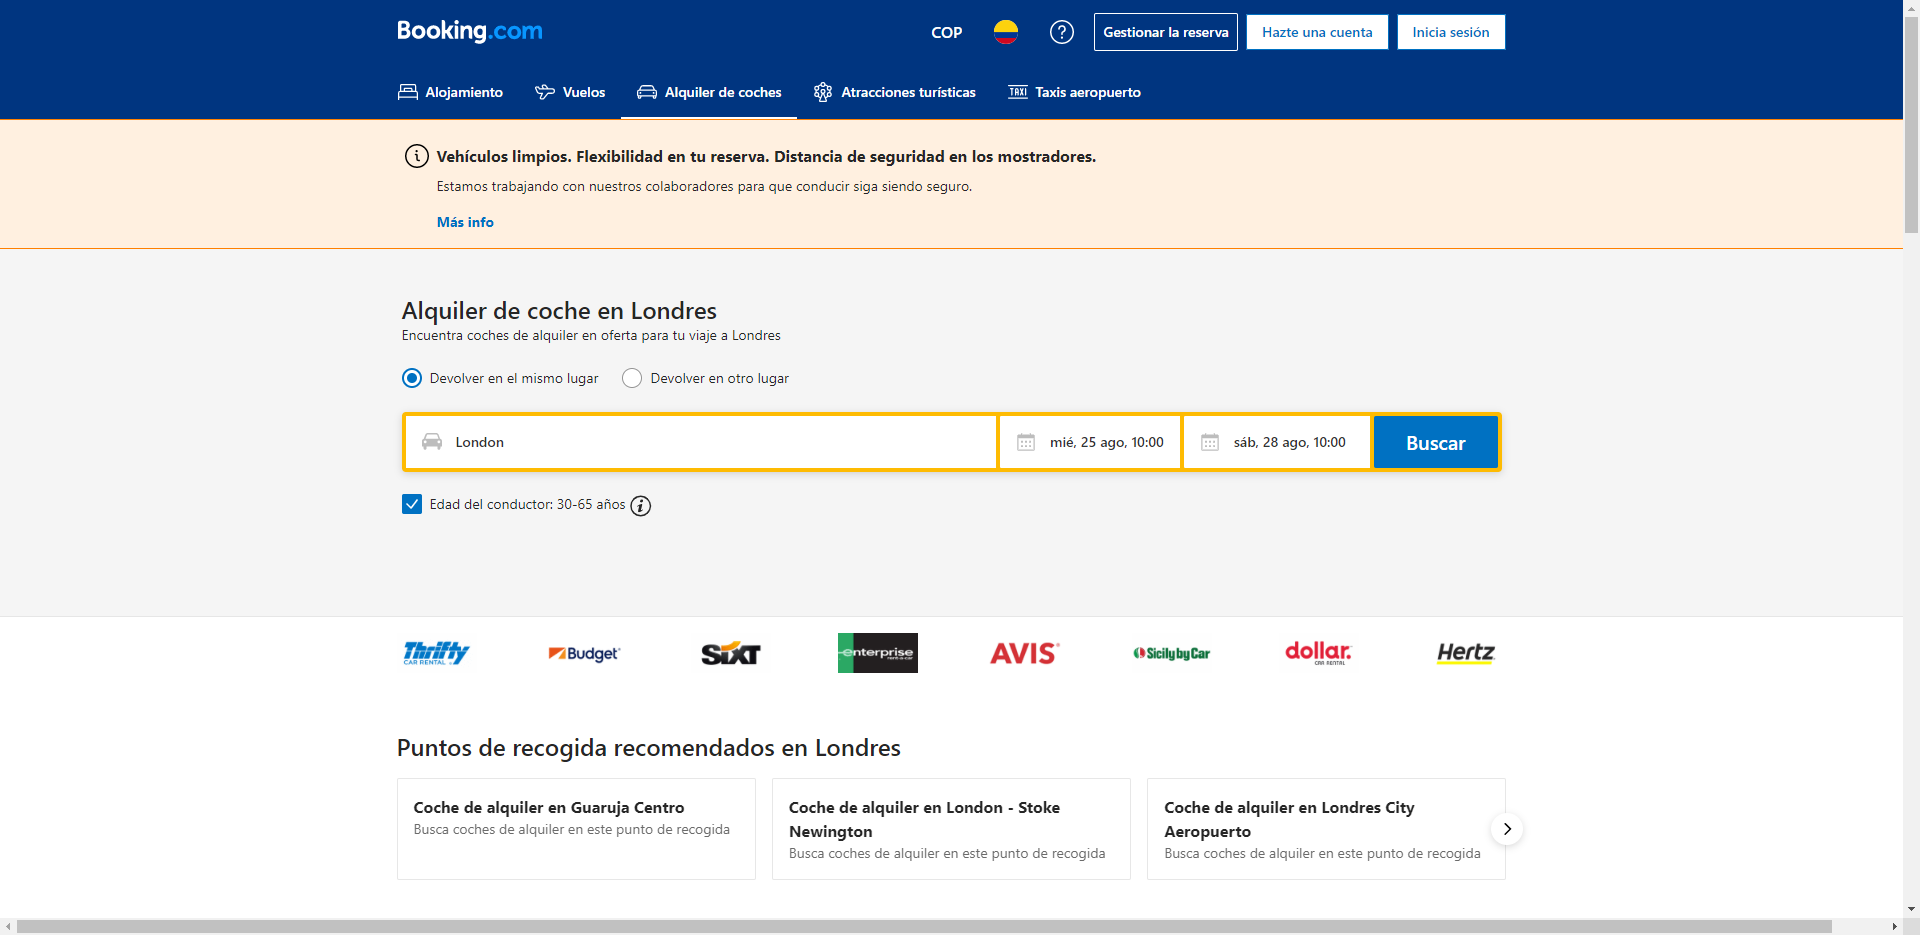 Booking.com
COP
Gestionar la reserva
Hazte una cuenta
Inicia sesión
Alojamiento
Vuelos
Alquiler de coches
Atracciones turísticas
TAXI
Taxis aeropuerto
Vehículos limpios. Flexibilidad en tu reserva. Distancia de seguridad en los mostradores.
Estamos trabajando con nuestros colaboradores para que conducir siga siendo seguro.
Más info
Alquiler de coche en Londres
Encuentra coches de alquiler en oferta para tu viaje a Londres
Devolver en el mismo lugar
Devolver en otro lugar
London
mié, 25 ago, 10:00
sáb, 28 ago, 10:00
Buscar
Edad del conductor: 30-65 años
Thrifty
CAR RENTAL
Budget
SIXT
enterprise
rent-a-car
AVIS
Sicily by Car
dollar.
CAR RENTAL
Hertz
Puntos de recogida recomendados en Londres
Coche de alquiler en Guaruja Centro
Busca coches de alquiler en este punto de recogida
Coche de alquiler en London - Stoke
Newington
Busca coches de alquiler en este punto de recogida
Coche de alquiler en Londres City
Aeropuerto
Busca coches de alquiler en este punto de recogida